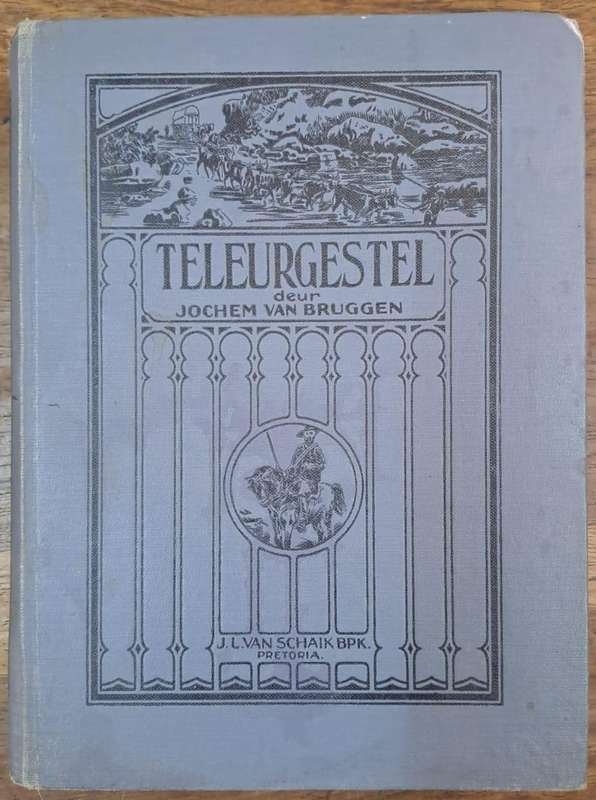 TELEURGESTEL
deur
JOCHEM VAN BRUGGEN
J. L. VAN SCHAIK BPK.
PRETORIA.